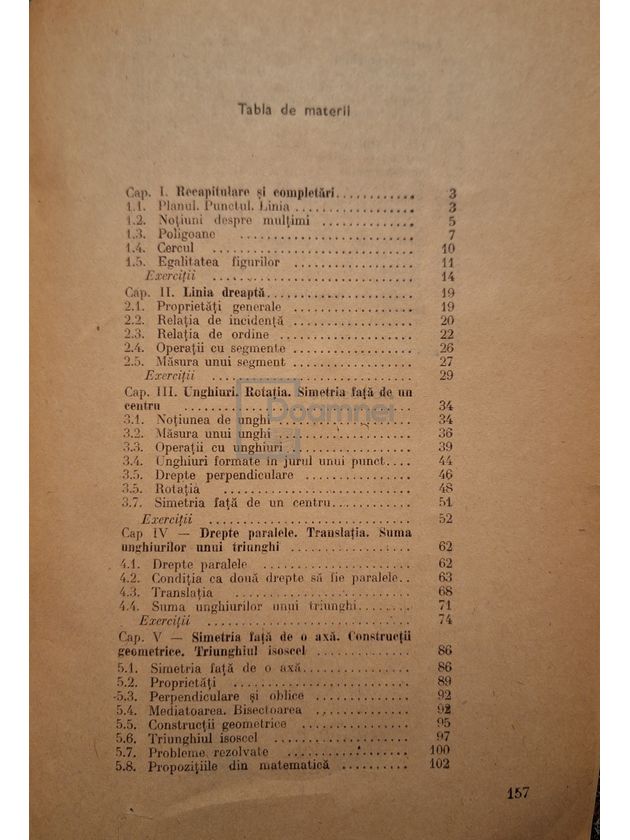 Tabla de materii
Cap. I. Recapitulare și completări............ 3
1.1. Planul. Punctul. Linia ............ 3
1.2. Noțiuni despre mulțimi ............ 5
1.3. Poligoane ............ 7
1.4. Cercul ............ 10
1.5. Egalitatea figurilor ............ 11
Exerciții ............ 14
Cap. II. Linia dreaptă............ 19
2.1. Proprietăți generale ............ 19
2.2. Relația de incidență ............ 20
2.3. Relația de ordine ............ 22
2.4. Operații cu segmente ............ 26
2.5. Măsura unui segment ............ 27
Exerciții ............ 29
Cap. III. Unghiuri. Rotația. Simetria față de un
centru ............ 34
3.1. Noțiunea de unghi ............ 34
3.2. Măsura unui unghi ............ 36
3.3. Operații cu unghiuri ............ 39
3.4. Unghiuri formate în jurul unui punct.... 44
3.5. Drepte perpendiculare ............ 46
3.5. Rotația ............ 48
3.7. Simetria față de un centru............ 51
Exerciții ............ 52
Cap IV — Drepte paralele. Translația. Suma
unghiurilor unui triunghi ............ 62
4.1. Drepte paralele ............ 62
4.2. Condiția ca două drepte să fie paralele.. 63
4.3. Translația ............ 68
4.4. Suma unghiurilor unui triunghi....... 71
Exerciții ............ 74
Cap. V — Simetria față de o axă. Construcții
geometrice. Triunghiul isoscel ............ 86
5.1. Simetria față de o axă............ 86
5.2. Proprietăți ............ 89
5.3. Perpendiculare și oblice ............ 92
5.4. Mediatoarea. Bisectoarea ............ 92
5.5. Construcții geometrice ............ 95
5.6. Triunghiul isoscel ............ 97
5.7. Probleme rezolvate ............ 100
5.8. Propozițiile din matematică .......... 102
157
Doamnei